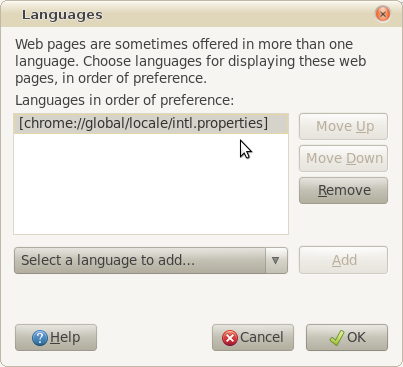 Languages
Web pages are sometimes offered in more than one
language. Choose languages for displaying these web
pages, in order of preference.
Languages in order of preference:
[chrome://global/locale/intl.properties]
Move Up
Move Down
Remove
Select a language to add...
Add
Help
Cancel
OK